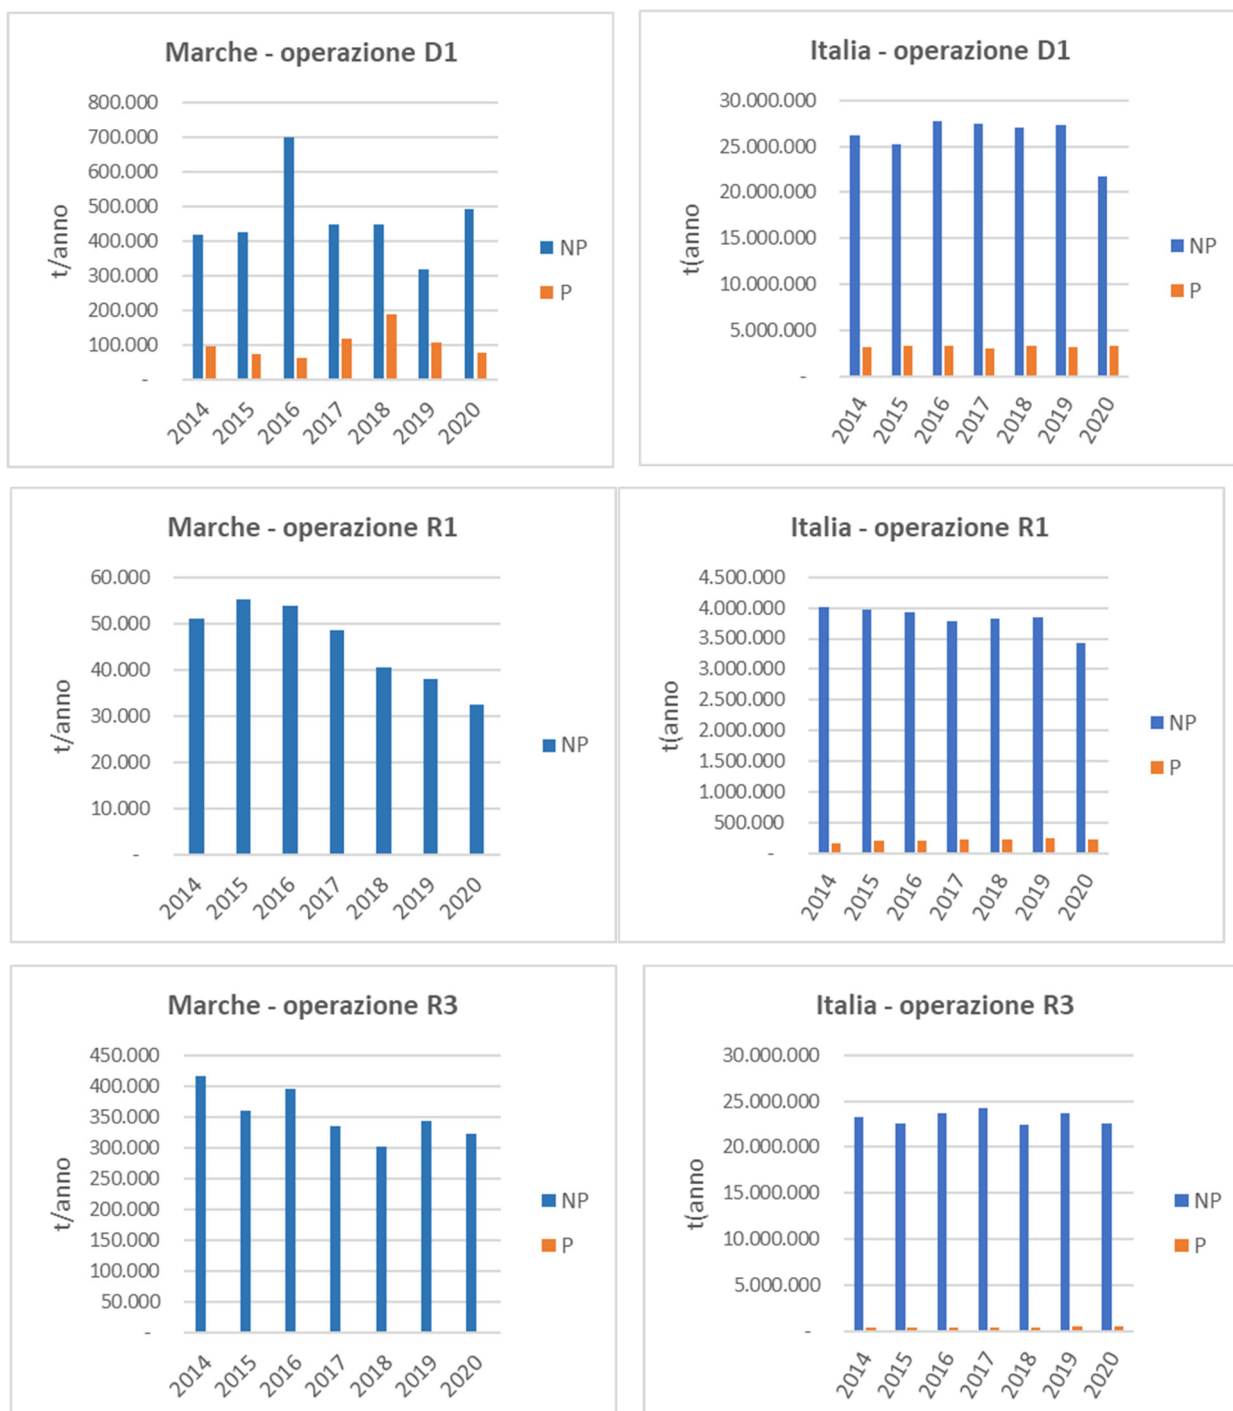 Marche - operazione D1
800.000
700.000
600.000
500.000
400.000
300.000
200.000
100.000
-
t/anno
2014 2015 2016 2017 2018 2019 2020
NP
P
Italia - operazione D1
30.000.000
25.000.000
20.000.000
15.000.000
10.000.000
5.000.000
-
t(anno
2014 2015 2016 2017 2018 2019 2020
NP
P
Marche - operazione R1
60.000
50.000
40.000
30.000
20.000
10.000
-
t/anno
2014 2015 2016 2017 2018 2019 2020
NP
Italia - operazione R1
4.500.000
4.000.000
3.500.000
3.000.000
2.500.000
2.000.000
1.500.000
1.000.000
500.000
-
t(anno
2014 2015 2016 2017 2018 2019 2020
NP
P
Marche - operazione R3
450.000
400.000
350.000
300.000
250.000
200.000
150.000
100.000
50.000
-
t/anno
2014 2015 2016 2017 2018 2019 2020
NP
P
Italia - operazione R3
30.000.000
25.000.000
20.000.000
15.000.000
10.000.000
5.000.000
-
t(anno
2014 2015 2016 2017 2018 2019 2020
NP
P